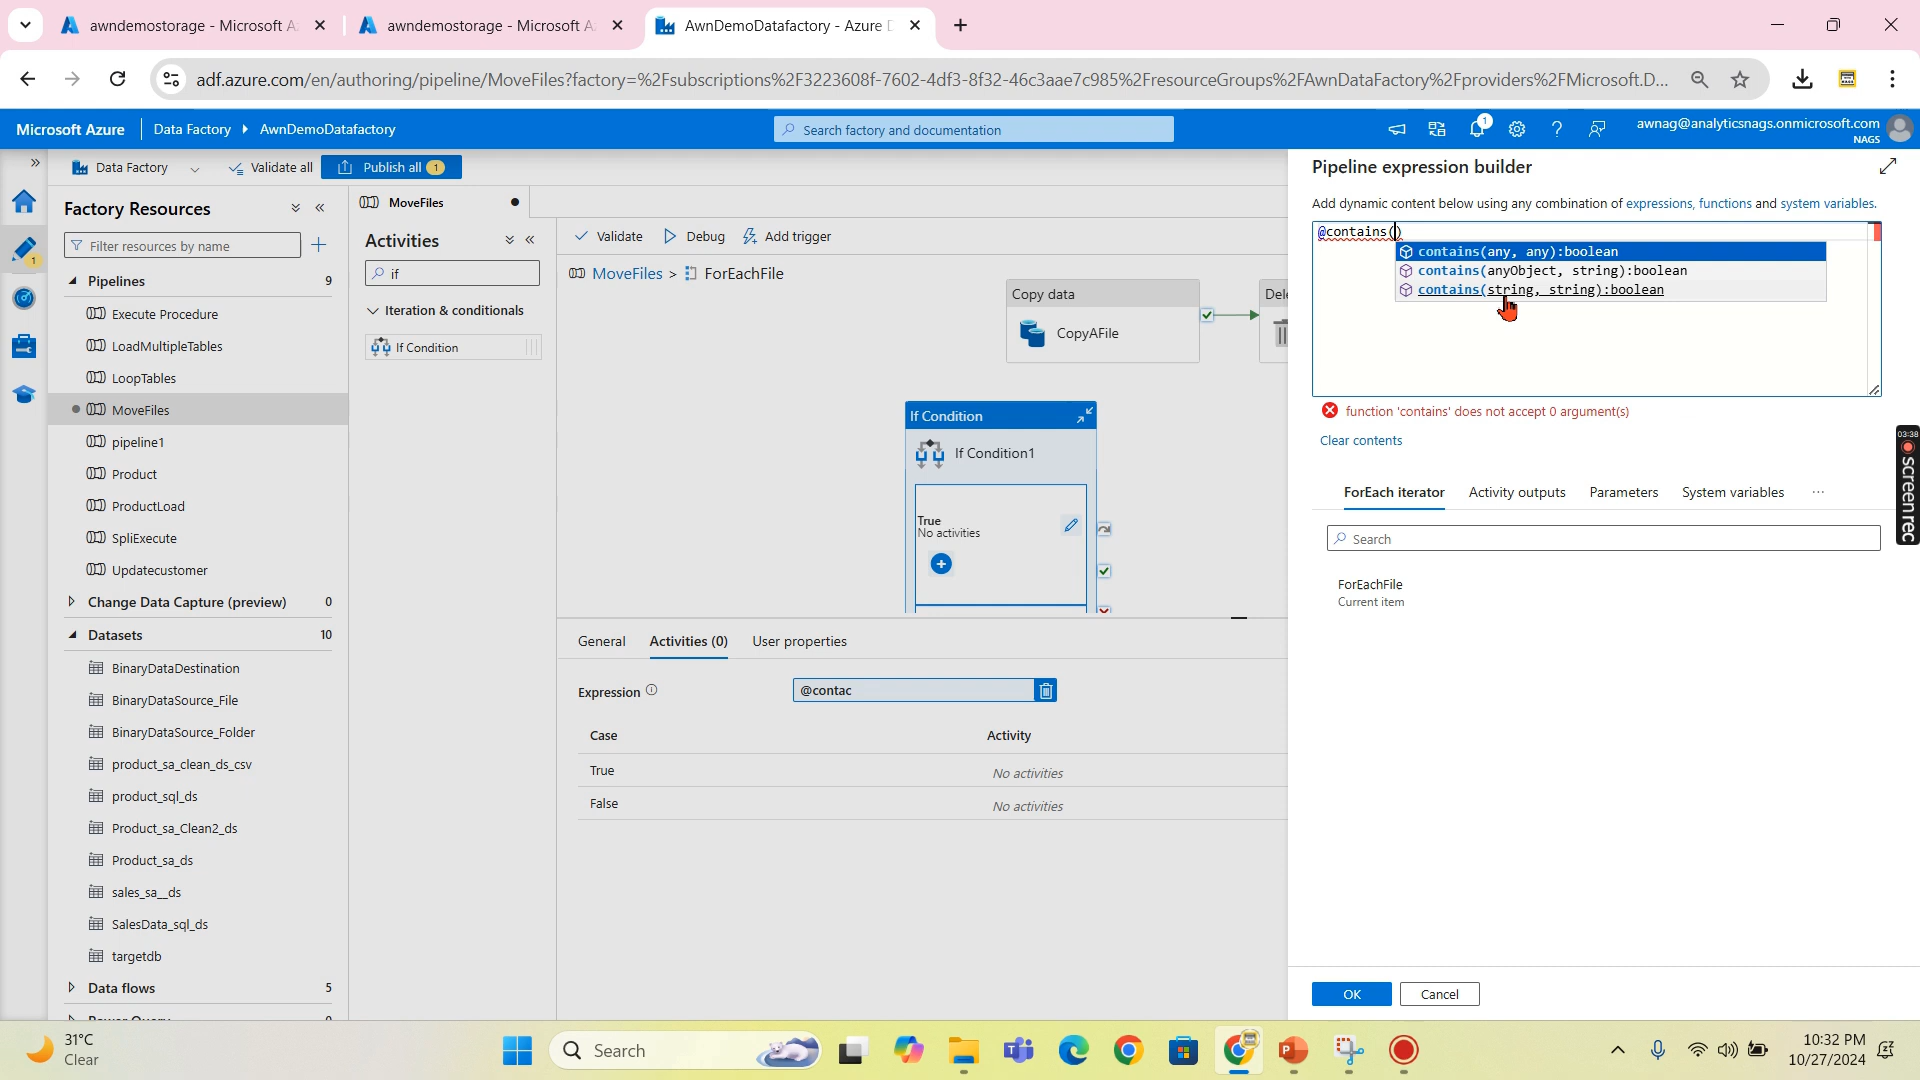 awndemostorage - Microsoft A
awndemostorage - Microsoft A
AwnDemoDatafactory - Azure D
adf.azure.com/en/authoring/pipeline/MoveFiles?factory=%2Fsubscriptions%2F3223608f-7602-4df3-8f32-46c3aae7c985%2FresourceGroups%2FAwnDataFactory%2Fproviders%2FMicrosoft.D...
Microsoft Azure
Data Factory
AwnDemoDatafactory
Search factory and documentation
1
awnag@analyticsnags.onmicrosoft.com
NAGS
Data Factory
Validate all
Publish all 1
Factory Resources
Filter resources by name
Pipelines 9
Execute Procedure
LoadMultipleTables
LoopTables
MoveFiles
pipeline1
Product
ProductLoad
SpliExecute
Updatecustomer
Change Data Capture (preview) 0
Datasets 10
BinaryDataDestination
BinaryDataSource_File
BinaryDataSource_Folder
product_sa_clean_ds_csv
product_sql_ds
Product_sa_Clean2_ds
Product_sa_ds
sales_sa__ds
SalesData_sql_ds
targetdb
Data flows 5
Power Query 0
1
MoveFiles
Activities
if
Iteration & conditionals
If Condition
Validate
Debug
Add trigger
MoveFiles > ForEachFile
Copy data
CopyAFile
Dele
If Condition
If Condition1
True
No activities
General
Activities (0)
User properties
Expression
@contac
Case
Activity
True
No activities
False
No activities
Pipeline expression builder
Add dynamic content below using any combination of expressions, functions and system variables.
@contains()
contains(any, any):boolean
contains(anyObject, string):boolean
contains(string, string):boolean
function 'contains' does not accept 0 argument(s)
Clear contents
ForEach iterator
Activity outputs
Parameters
System variables
...
Search
ForEachFile
Current item
OK
Cancel
03:38
screenrec
31°C
Clear
Search
10:32 PM
10/27/2024